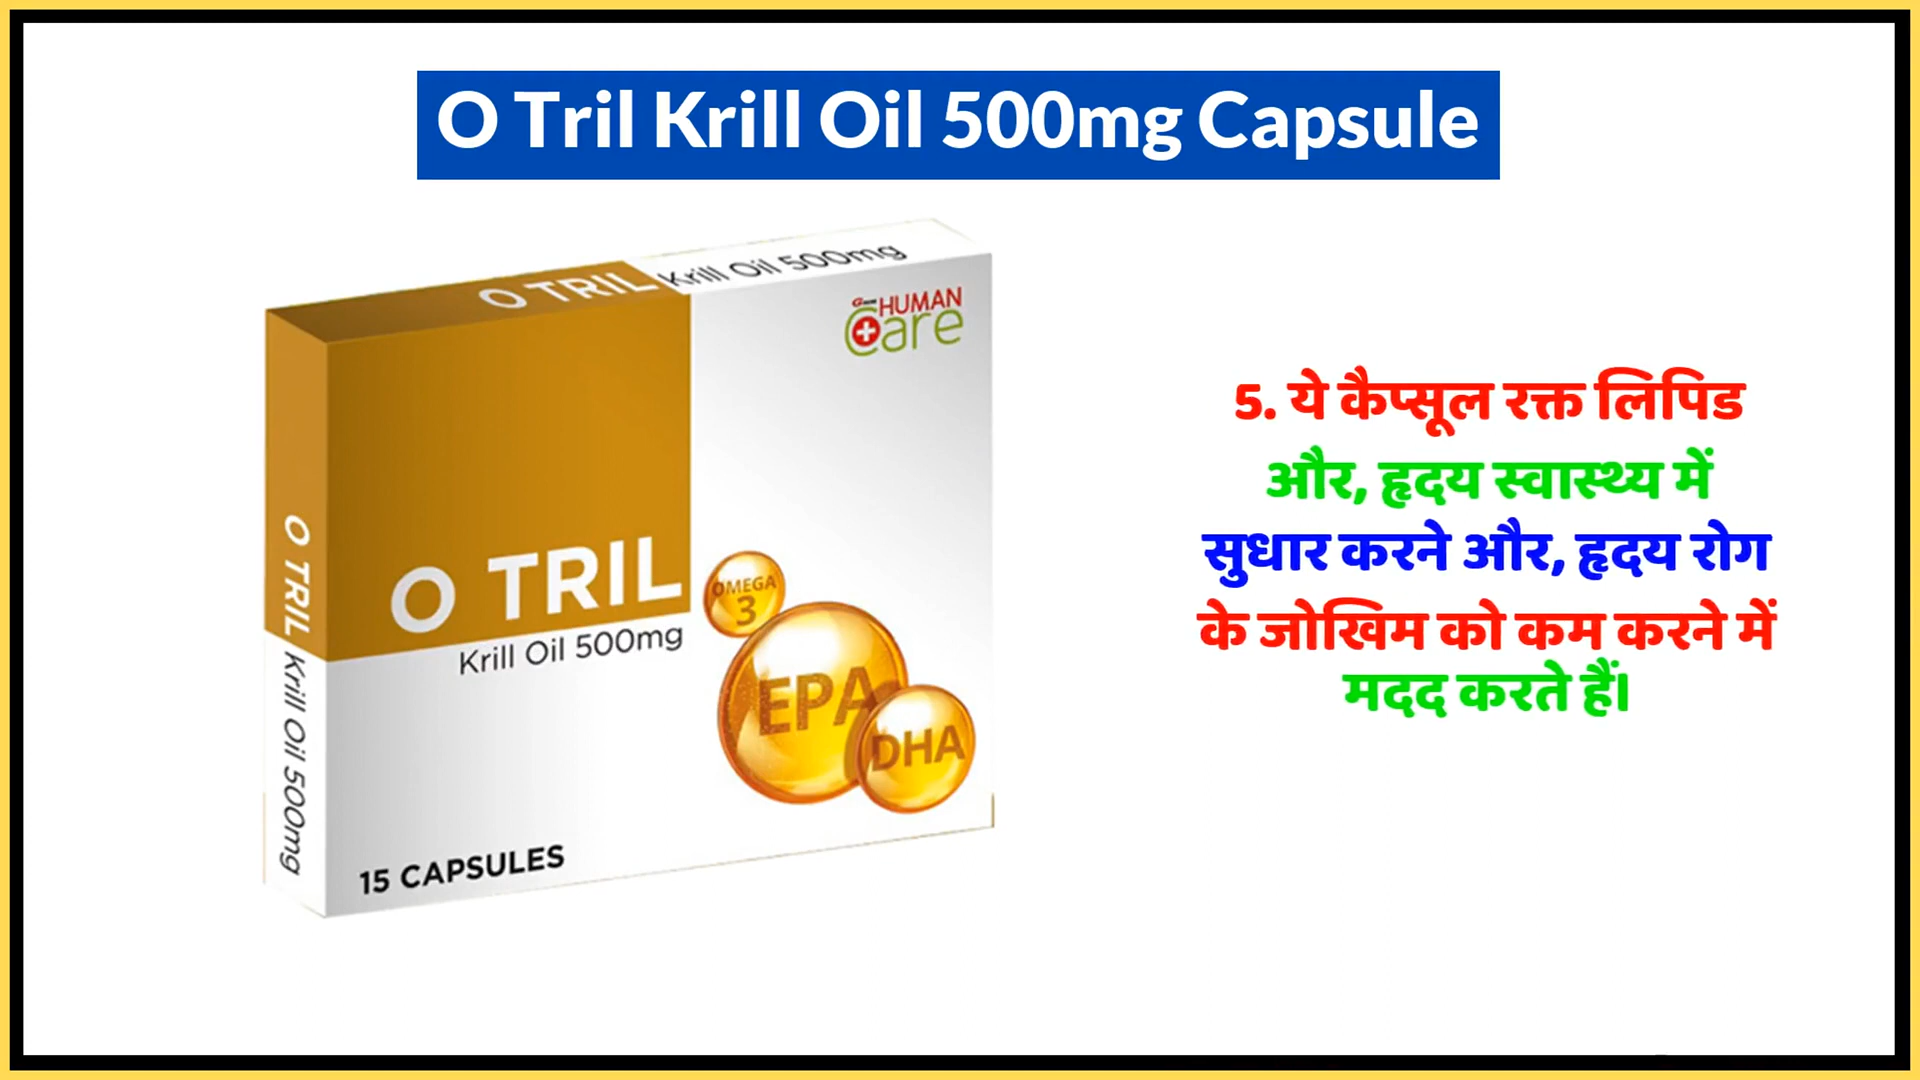 O Tril Krill Oil 500mg Capsule
O TRIL Krill Oil 500mg
HUMAN
Care
O TRIL
Krill Oil 500mg
OMEGA
3
EPA
DHA
15 CAPSULES
O TRIL Krill Oil 500mg
5. ये कैप्सूल रक्त लिपिड
और, हृदय स्वास्थ्य में
सुधार करने और, हृदय रोग
के जोखिम को कम करने में
मदद करते हैं।